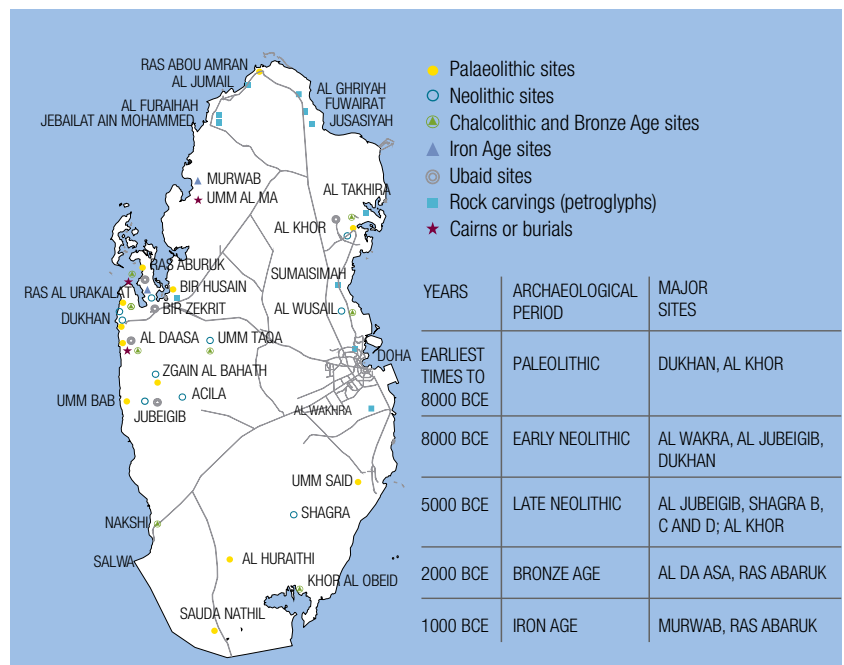 RAS ABOU AMRAN
AL JUMAIL
AL GHRIYAH
FUWAIRAT
JUSASIYAH
AL FURAIHAH
JEBAILAT AIN MOHAMMED
MURWAB
UMM AL MA
AL TAKHIRA
AL KHOR
RAS ABURUK
SUMAISIMAH
RAS AL URAKALAT
BIR HUSAIN
BIR ZEKRIT
AL WUSAIL
DUKHAN
AL DAASA
UMM TAQA
DOHA
ZGAIN AL BAHATH
UMM BAB
ACILA
JUBEIGIB
AL WAKHRA
UMM SAID
SHAGRA
NAKSHI
SALWA
AL HURAITHI
KHOR AL OBEID
SAUDA NATHIL
Palaeolithic sites
Neolithic sites
Chalcolithic and Bronze Age sites
Iron Age sites
Ubaid sites
Rock carvings (petroglyphs)
Cairns or burials
YEARS
ARCHAEOLOGICAL
PERIOD
MAJOR
SITES
EARLIEST
TIMES TO
8000 BCE
PALEOLITHIC
DUKHAN, AL KHOR
8000 BCE
EARLY NEOLITHIC
AL WAKRA, AL JUBEIGIB,
DUKHAN
5000 BCE
LATE NEOLITHIC
AL JUBEIGIB, SHAGRA B,
C AND D; AL KHOR
2000 BCE
BRONZE AGE
AL DA ASA, RAS ABARUK
1000 BCE
IRON AGE
MURWAB, RAS ABARUK